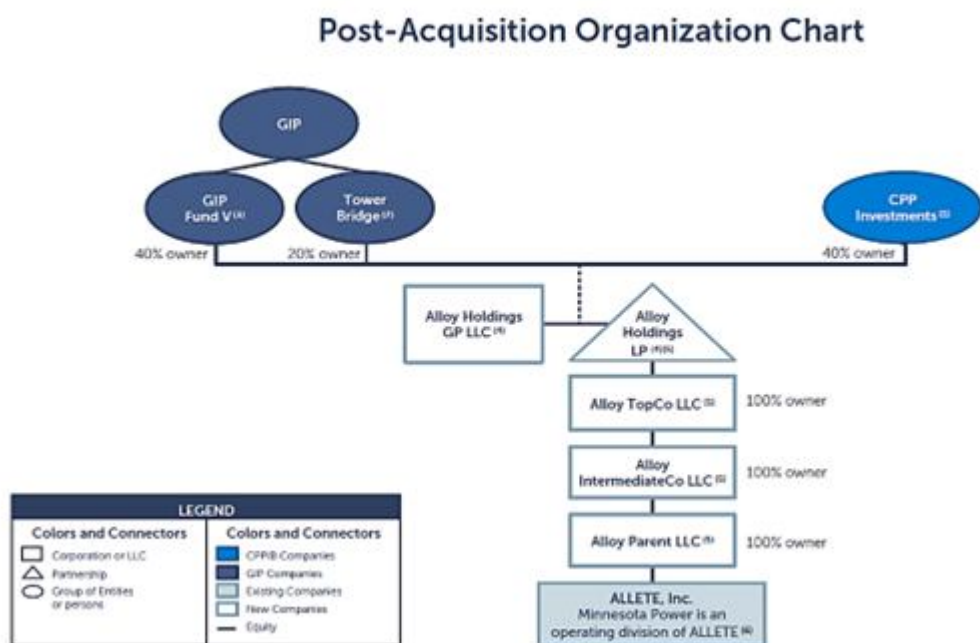 Post-Acquisition Organization Chart
GIP
GIP
Fund V
Tower
Bridge
CPP
Investments
40% owner
20% owner
40% owner
Alloy Holdings
GP LLC
Alloy
Holdings
LP
Alloy TopCo LLC
100% owner
Alloy
IntermediateCo LLC
100% owner
Alloy Parent LLC
100% owner
ALLETE, Inc.
Minnesota Power is an
operating division of ALLETE
LEGEND
Colors and Connectors
Corporation or LLC
Partnership
Group of Entities
or persons
Colors and Connectors
CPPIB Companies
GIP Companies
Existing Companies
New Companies
Equity